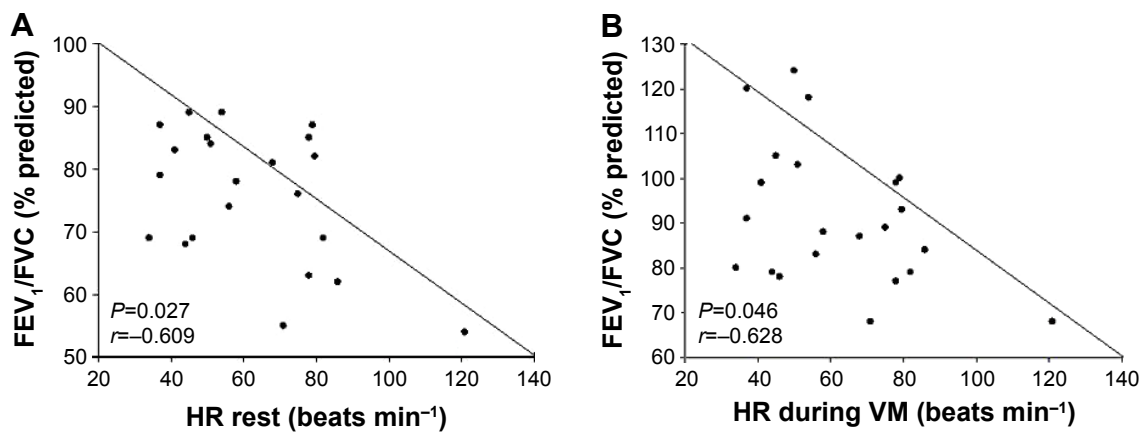 A
FEV₁/FVC (% predicted)
100
90
80
70
60
50
P=0.027
r=–0.609
20 40 60 80 100 120 140
HR rest (beats min⁻¹)
B
FEV₁/FVC (% predicted)
130
120
110
100
90
80
70
60
P=0.046
r=–0.628
20 40 60 80 100 120 140
HR during VM (beats min⁻¹)